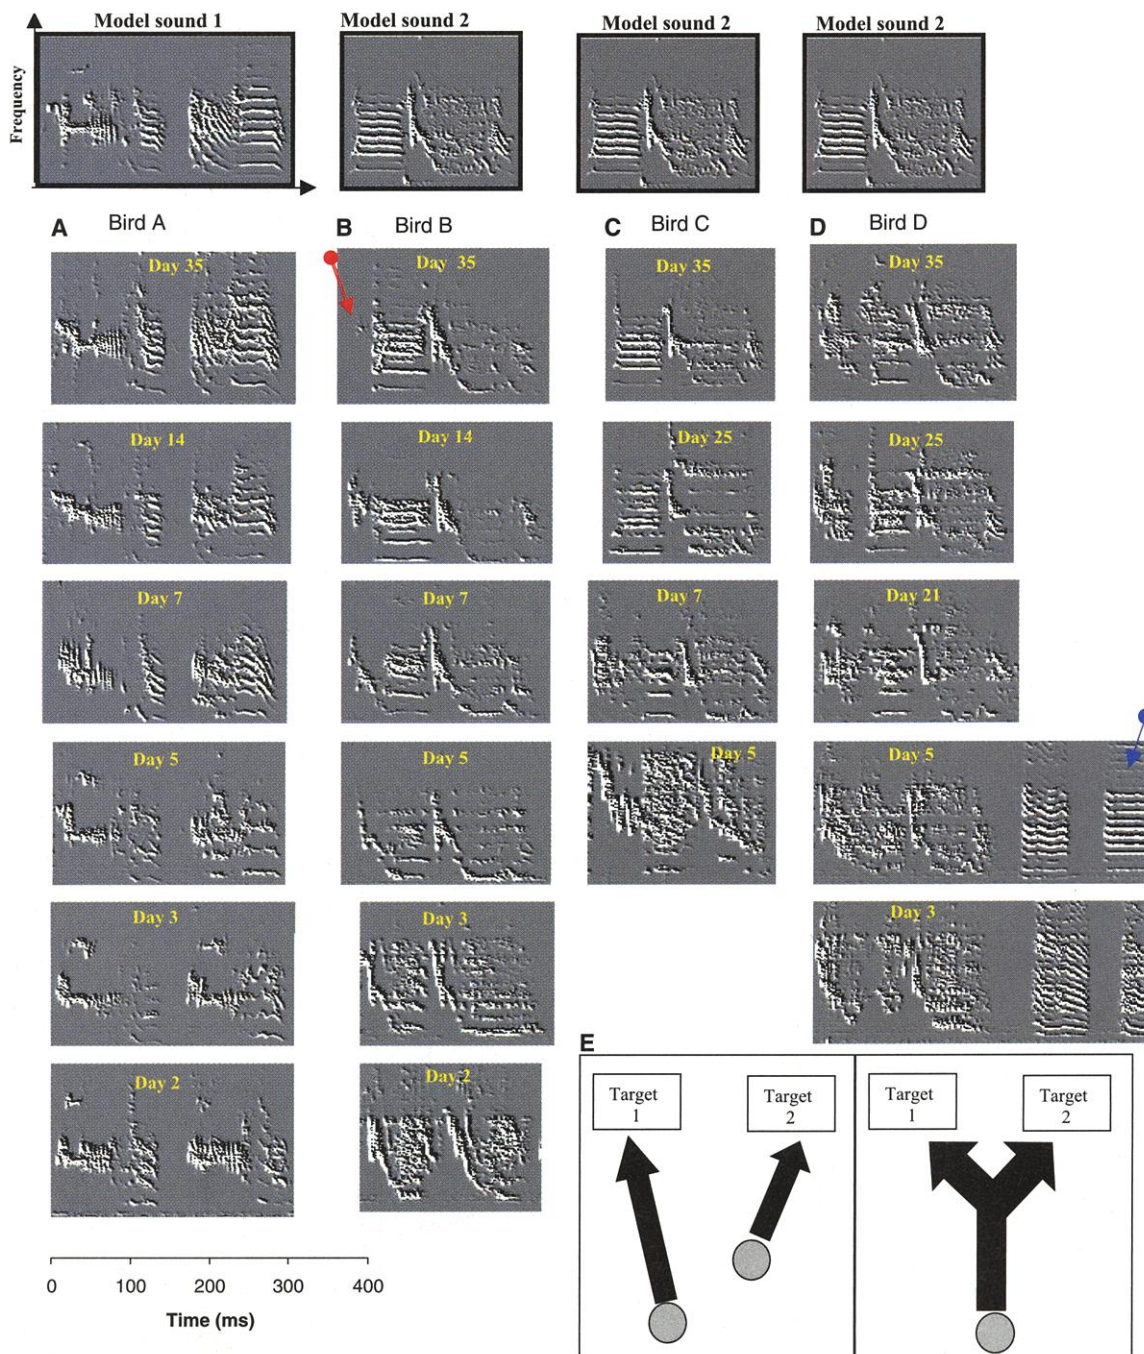 Model sound 1
Model sound 2
Model sound 2
Model sound 2
Frequency
A Bird A
B Bird B
C Bird C
D Bird D
Day 35
Day 35
Day 35
Day 35
Day 14
Day 14
Day 25
Day 25
Day 7
Day 7
Day 7
Day 21
Day 5
Day 5
Day 5
Day 5
Day 3
Day 3
Day 3
Day 2
Day 2
E
Target
1
Target
2
Target
1
Target
2
0 100 200 300 400
Time (ms)